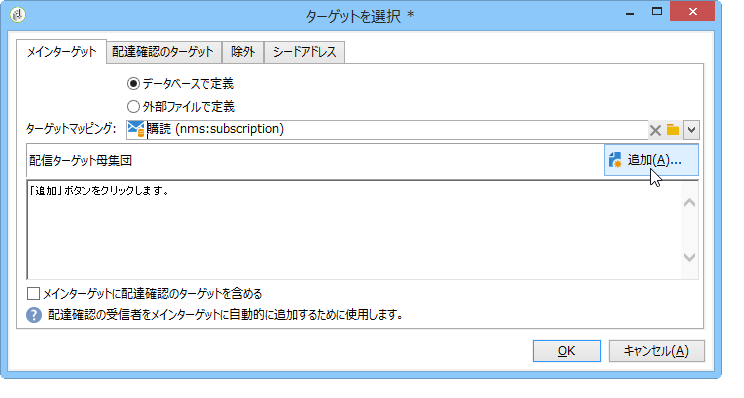 ターゲットを選択 *
メインターゲット 配達確認のターゲット 除外 シードアドレス
データベースで定義
外部ファイルで定義
ターゲットマッピング: 購読 (nms:subscription)
配信ターゲット母集団 追加(A)...
「追加」ボタンをクリックします。
メインターゲットに配達確認のターゲットを含める
配達確認の受信者をメインターゲットに自動的に追加するために使用します。
OK キャンセル(A)